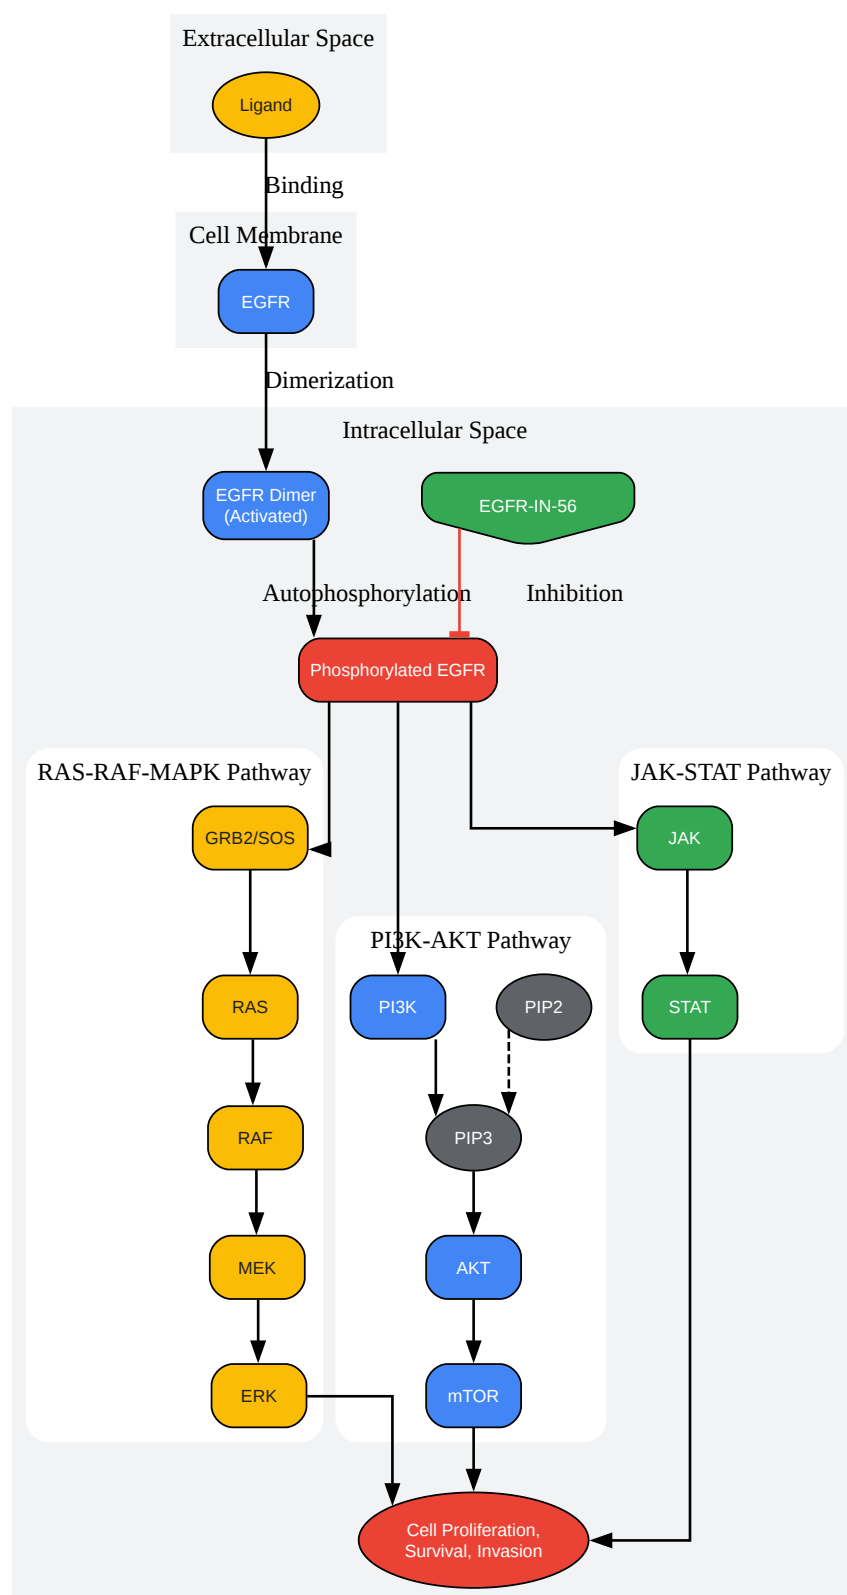 Extracellular Space
Ligand
Binding
Cell Membrane
EGFR
Dimerization
Intracellular Space
EGFR Dimer
(Activated)
EGFR-IN-56
Autophosphorylation
Inhibition
Phosphorylated EGFR
RAS-RAF-MAPK Pathway
JAK-STAT Pathway
GRB2/SOS
JAK
PI3K-AKT Pathway
RAS
PI3K
PIP2
STAT
RAF
PIP3
MEK
AKT
ERK
mTOR
Cell Proliferation,
Survival, Invasion